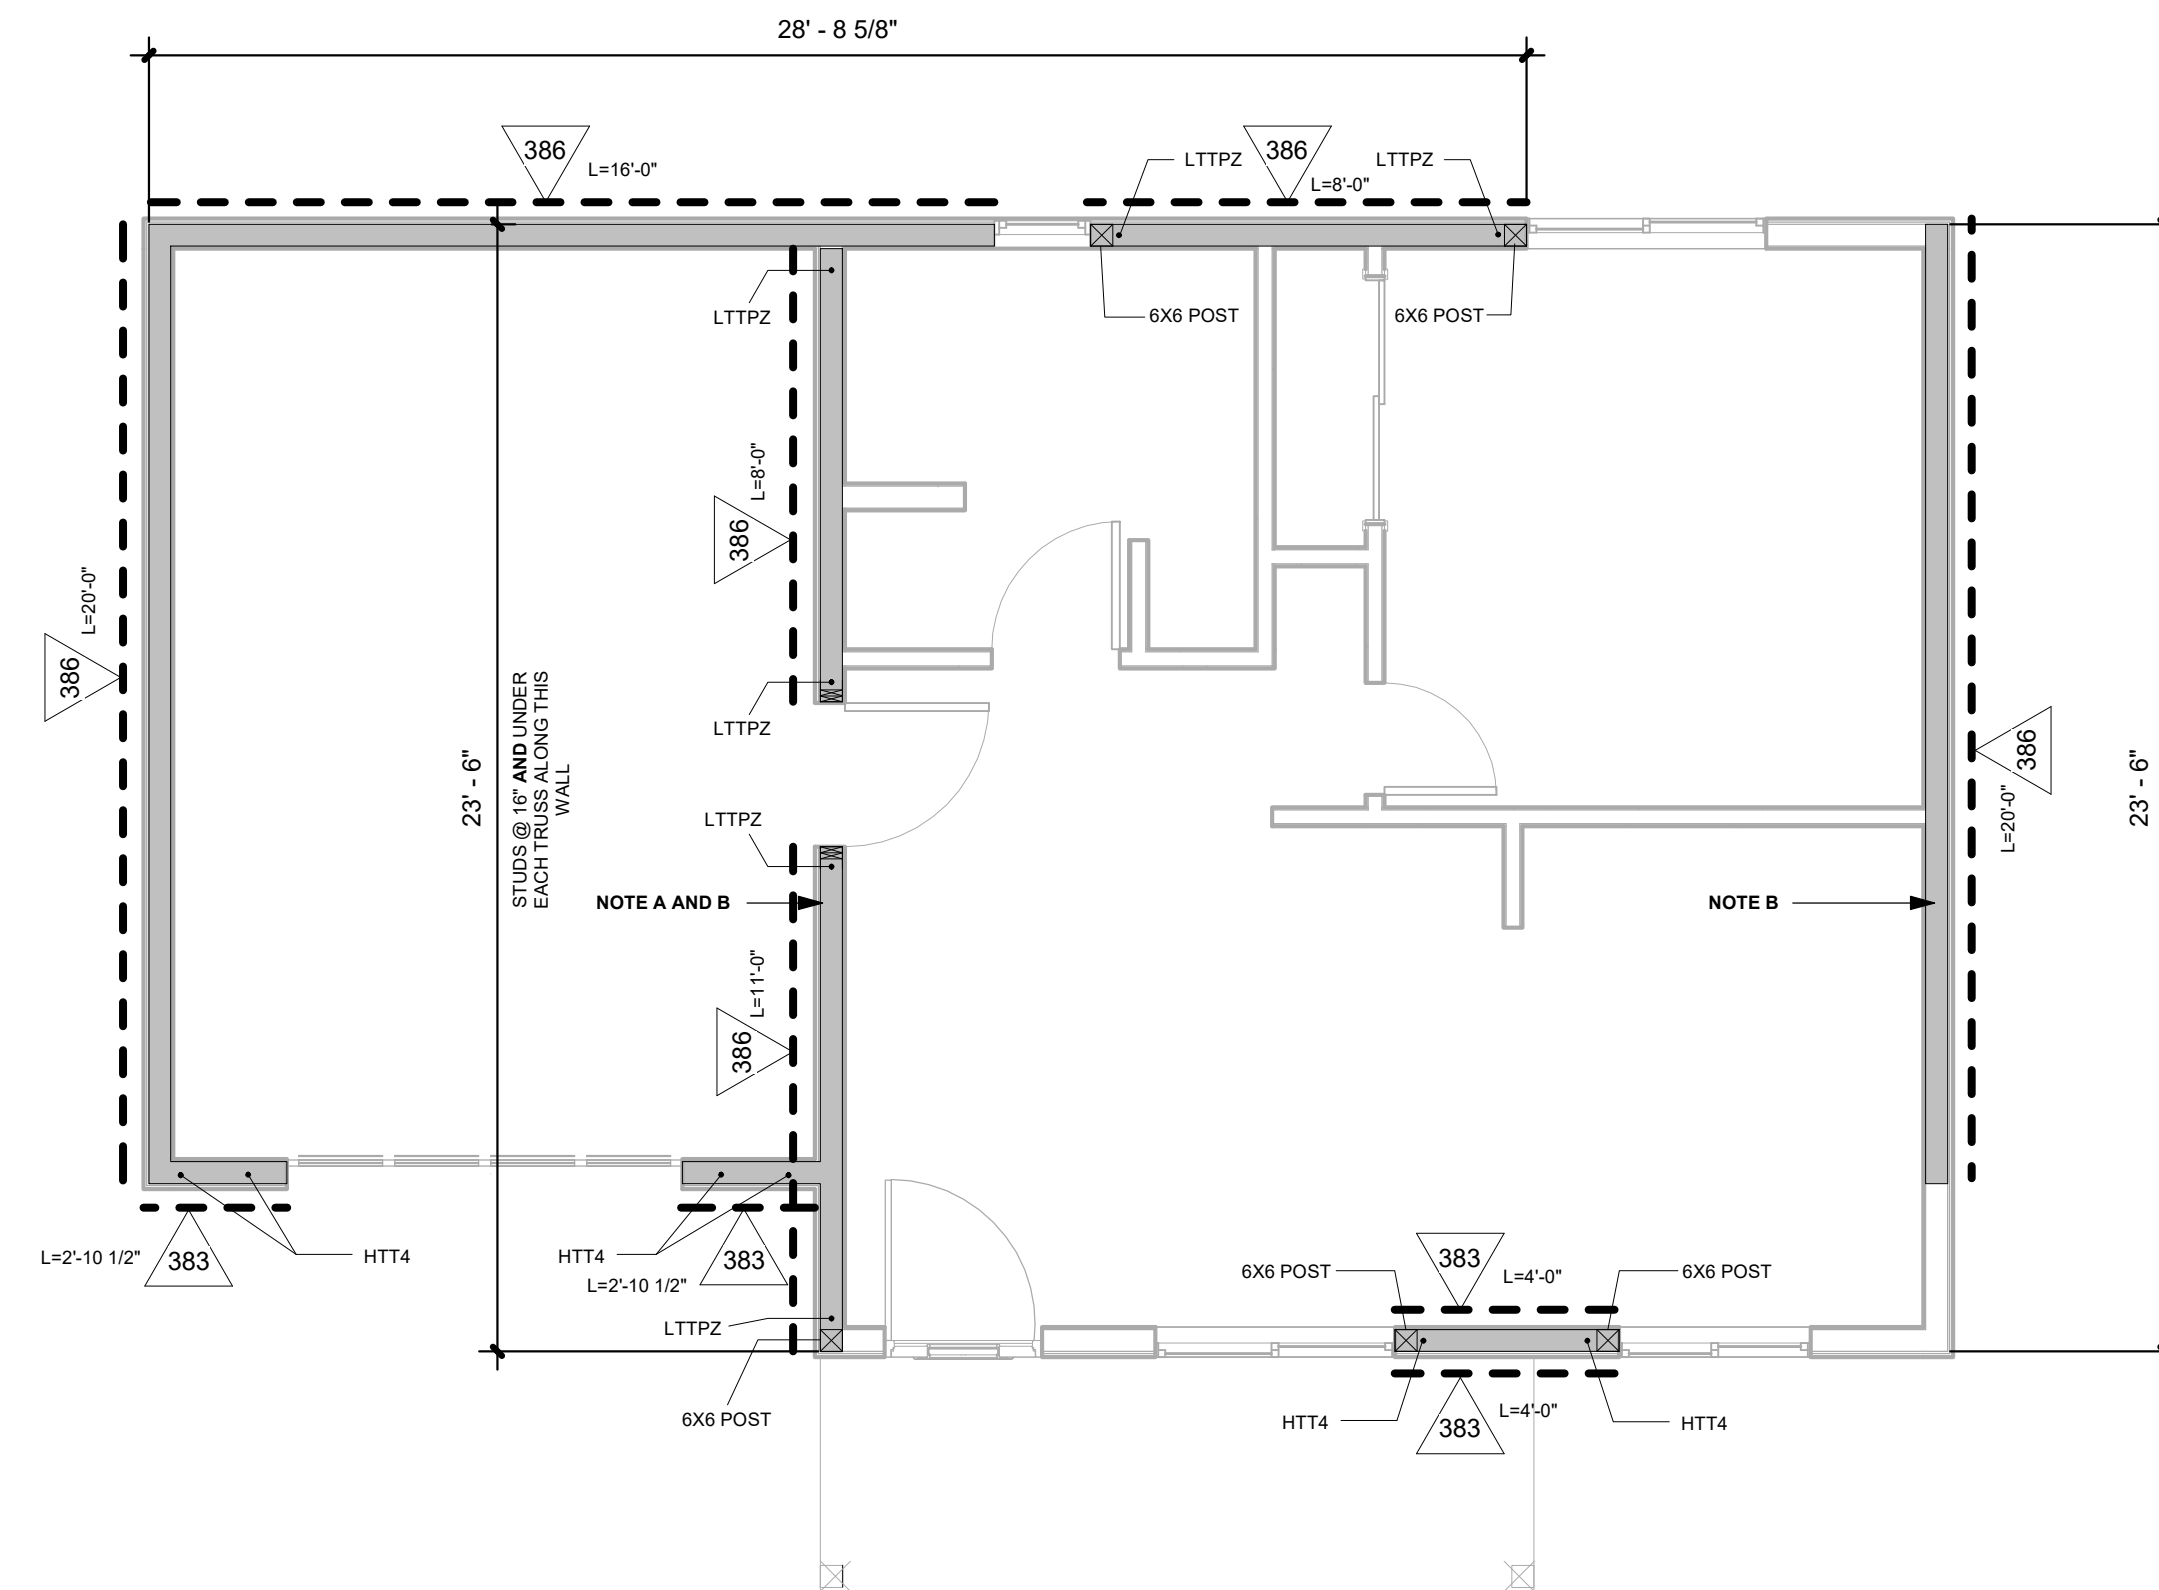 28' - 8 5/8"
386
L=16'-0"
LTTPZ
386
LTTPZ
L=8'-0"
LTTPZ
6X6 POST
6X6 POST
L=8'-0"
386
L=20'-0"
386
LTTPZ
23' - 6"
STUDS @ 16" AND UNDER
EACH TRUSS ALONG THIS
WALL
386
L=20'-0"
23' - 6"
LTTPZ
NOTE A AND B
NOTE B
L=11'-0"
386
L=2'-10 1/2"
383
HTT4
HTT4
383
L=2'-10 1/2"
6X6 POST
383
L=4'-0"
6X6 POST
LTTPZ
6X6 POST
HTT4
383
L=4'-0"
HTT4